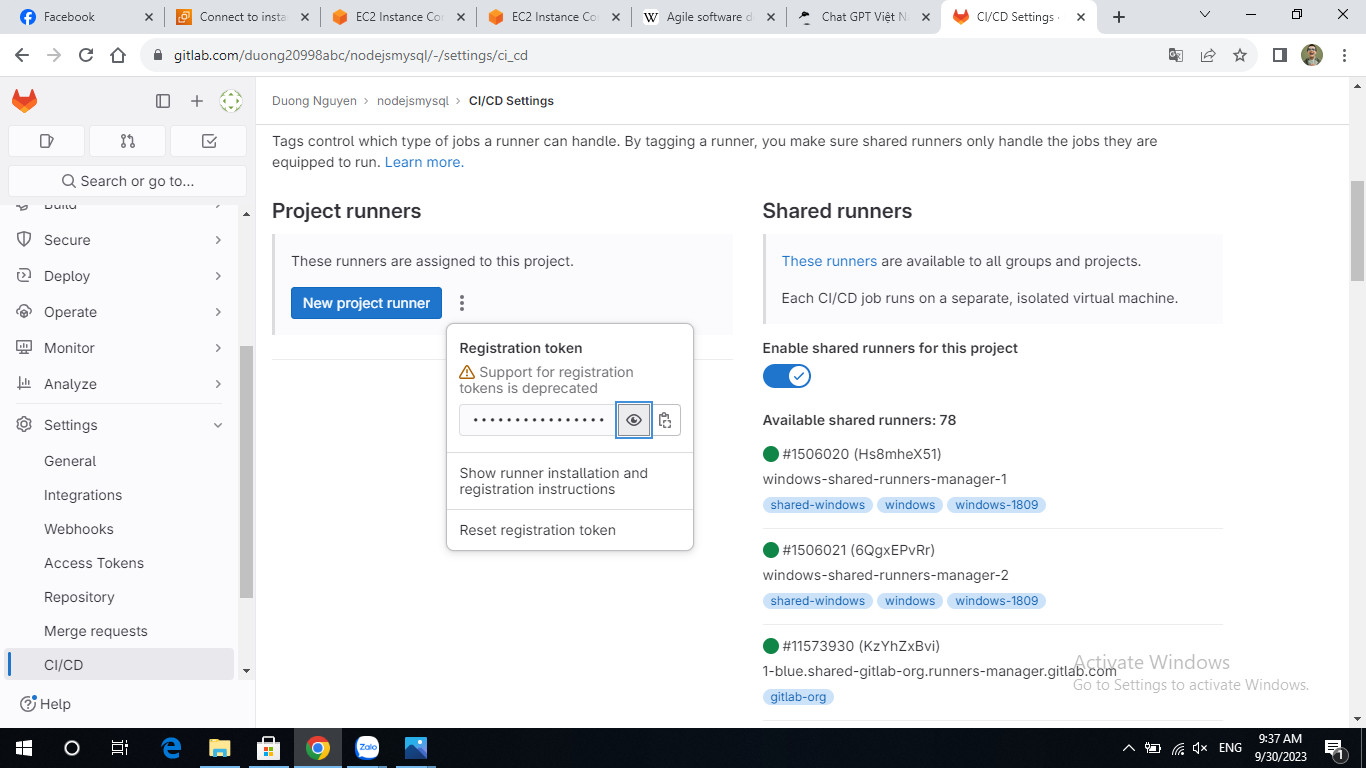 Facebook
Connect to insta
EC2 Instance Co
EC2 Instance Co
Agile software d
Chat GPT Việt N
CI/CD Settings
gitlab.com/duong20998abc/nodejsmysql/-/settings/ci_cd
Duong Nguyen > nodejsmysql > CI/CD Settings
Search or go to...
Build
Secure
Deploy
Operate
Monitor
Analyze
Settings
General
Integrations
Webhooks
Access Tokens
Repository
Merge requests
CI/CD
Help
Tags control which type of jobs a runner can handle. By tagging a runner, you make sure shared runners only handle the jobs they are
equipped to run. Learn more.
Project runners
These runners are assigned to this project.
New project runner
Registration token
Support for registration
tokens is deprecated
Show runner installation and
registration instructions
Reset registration token
Shared runners
These runners are available to all groups and projects.
Each CI/CD job runs on a separate, isolated virtual machine.
Enable shared runners for this project
Available shared runners: 78
#1506020 (Hs8mheX51)
windows-shared-runners-manager-1
shared-windows windows windows-1809
#1506021 (6QgxEPvRr)
windows-shared-runners-manager-2
shared-windows windows windows-1809
#11573930 (KzYhZxBvi)
1-blue.shared-gitlab-org.runners-manager.gitlab.com
gitlab-org
Activate Windows
Go to Settings to activate Windows.
Zalo
ENG
9:37 AM
9/30/2023
1